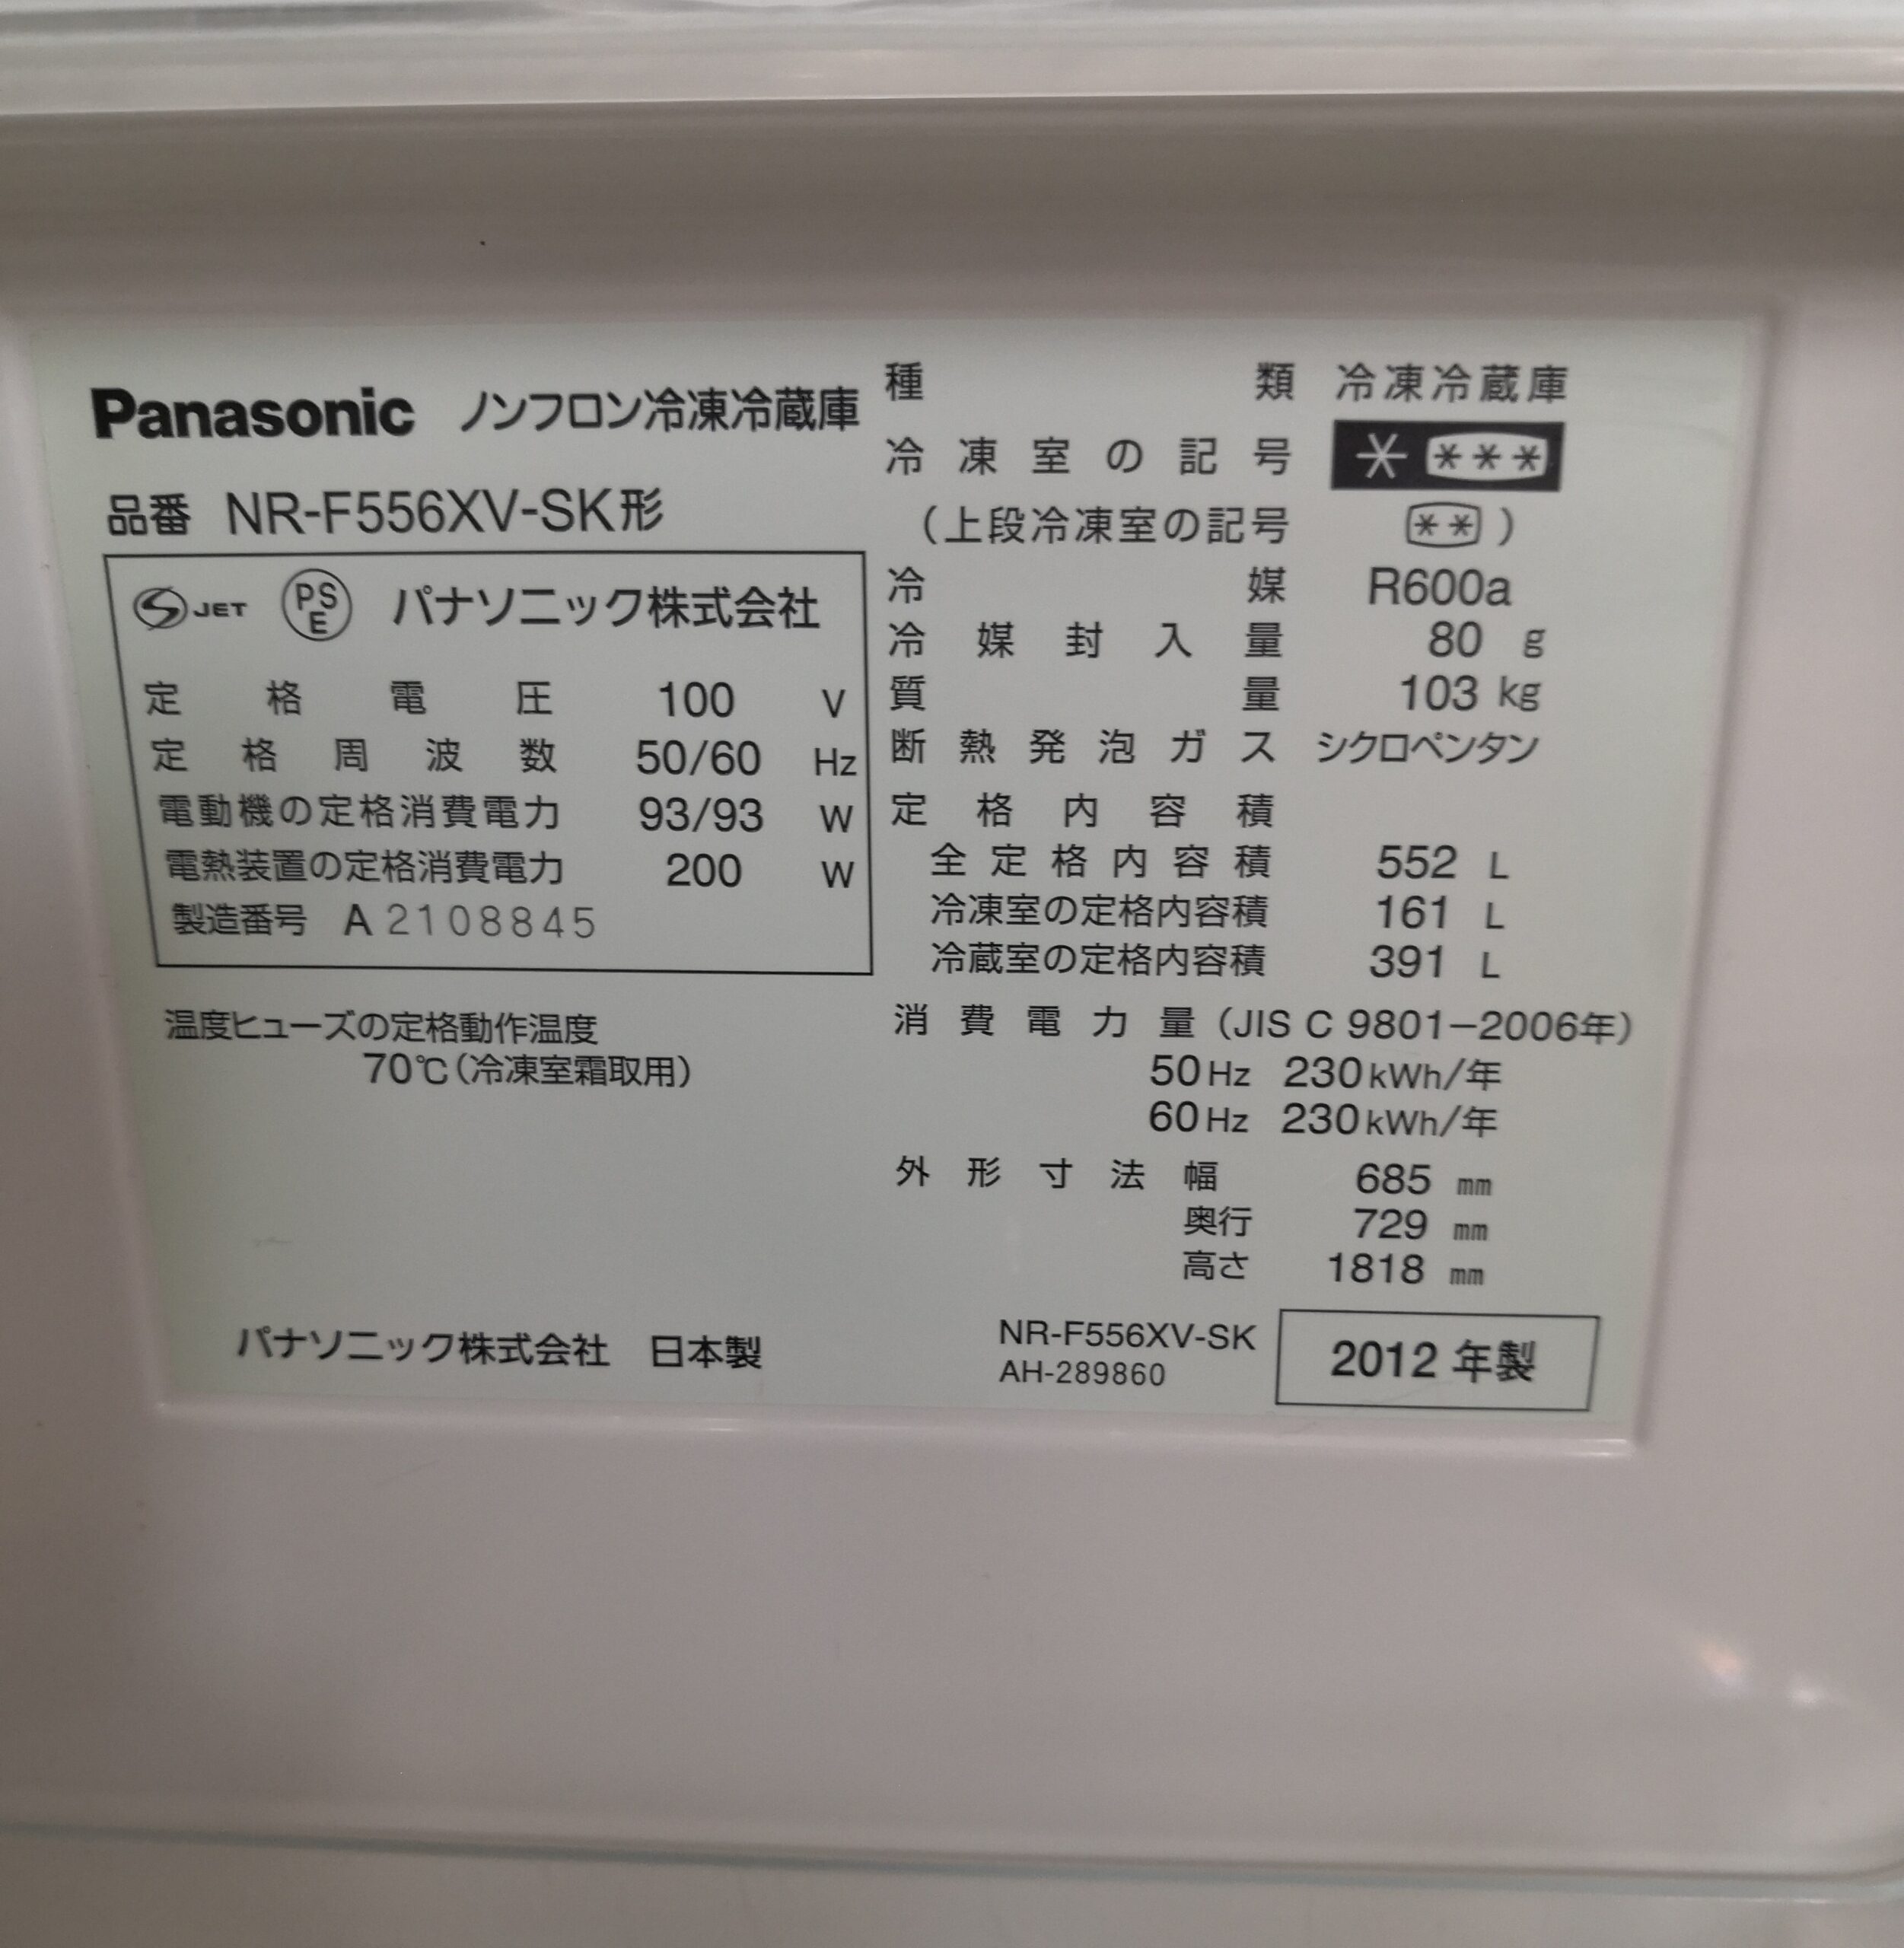 Panasonic ノンフロン冷凍冷蔵庫
品番 NR-F556XV-SK形
JET PSE パナソニック株式会社
定格電圧 100 V
定格周波数 50/60 Hz
電動機の定格消費電力 93/93 W
電熱装置の定格消費電力 200 W
製造番号 A 2108845
温度ヒューズの定格動作温度
70℃(冷凍室霜取用)
パナソニック株式会社 日本製
種類 冷凍冷蔵庫
冷凍室の記号 * ***
(上段冷凍室の記号 **)
冷媒 R600a
冷媒封入量 80 g
質量 103 kg
断熱発泡ガス シクロペンタン
定格内容積
全定格内容積 552 L
冷凍室の定格内容積 161 L
冷蔵室の定格内容積 391 L
消費電力量(JIS C 9801−2006年)
50Hz 230kWh/年
60Hz 230kWh/年
外形寸法 幅 685 mm
奥行 729 mm
高さ 1818 mm
NR-F556XV-SK
AH-289860
2012 年製